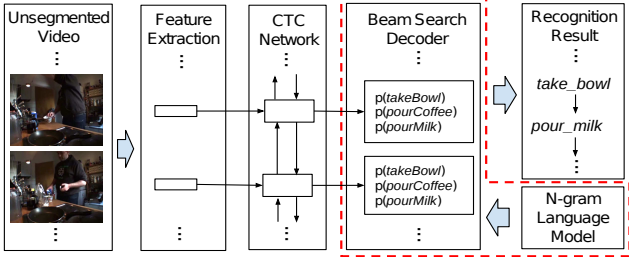 Unsegmented
Video
...
...
Feature
Extraction
...
...
CTC
Network
...
...
Beam Search
Decoder
...
p(takeBowl)
p(pourCoffee)
p(pourMilk)
p(takeBowl)
p(pourCoffee)
p(pourMilk)
...
Recognition
Result
...
take_bowl
pour_milk
...
N-gram
Language
Model